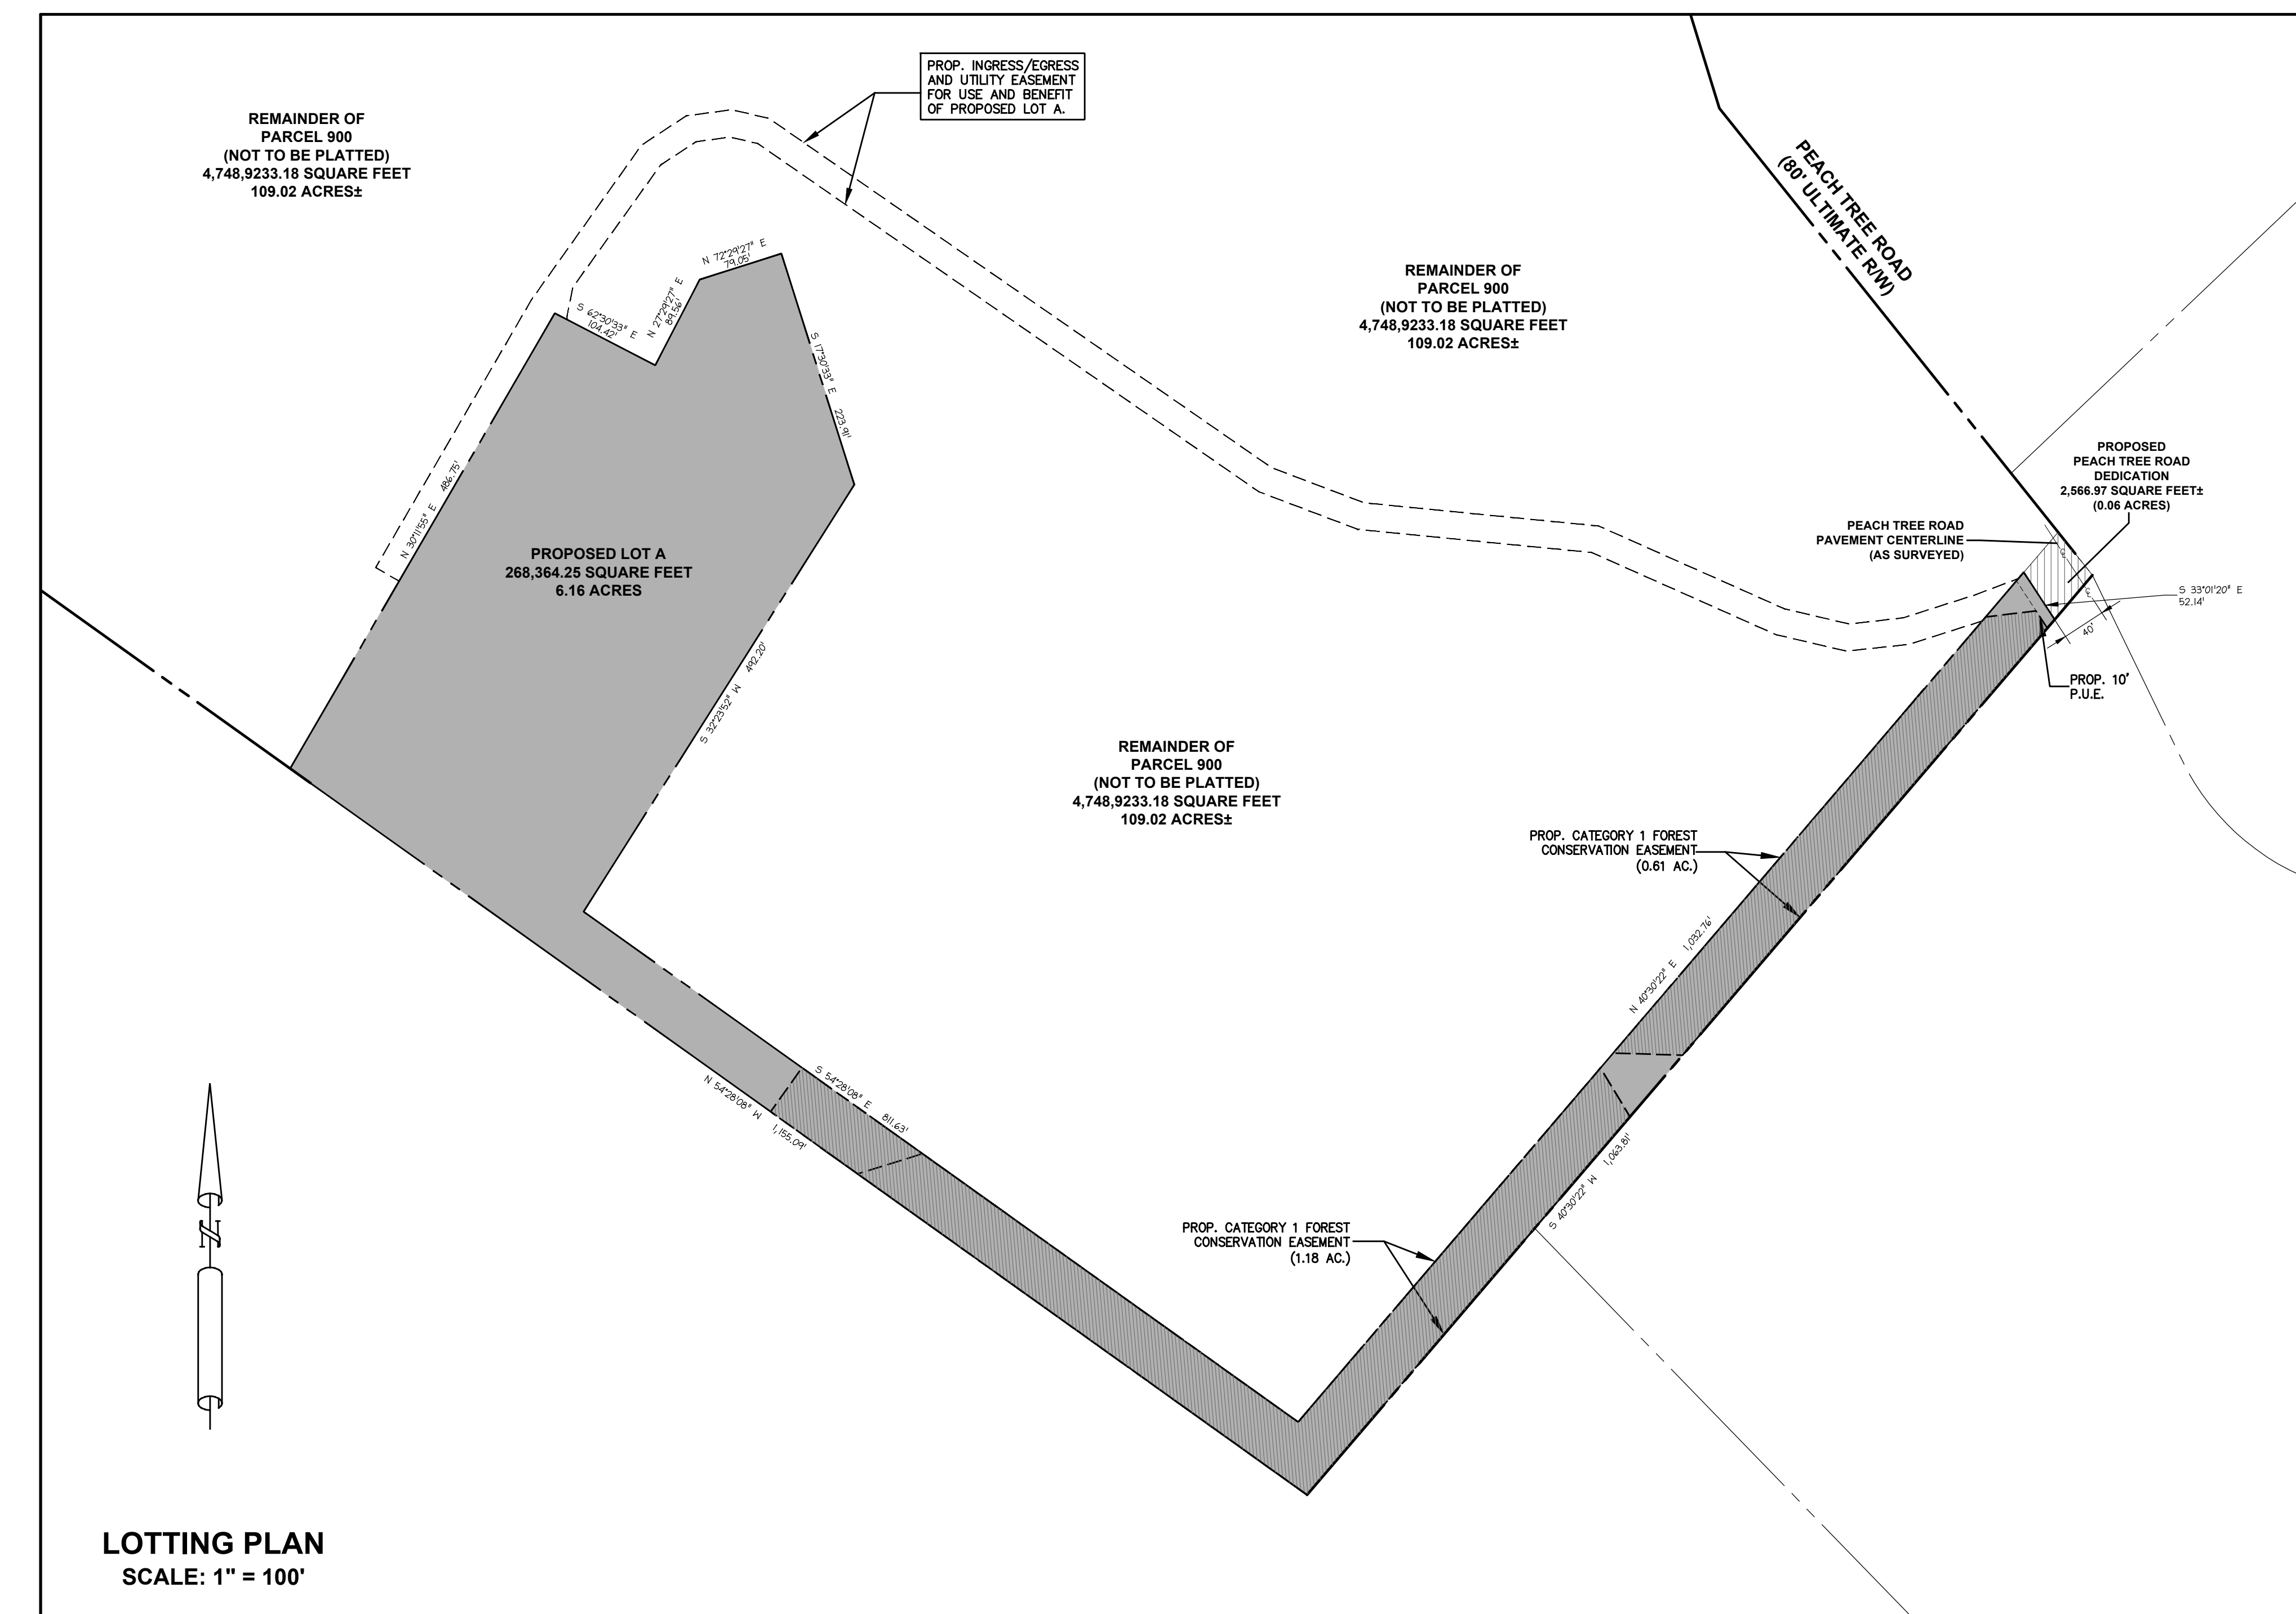 PROP. INGRESS/EGRESS
AND UTILITY EASEMENT
FOR USE AND BENEFIT
OF PROPOSED LOT A.
REMAINDER OF
PARCEL 900
(NOT TO BE PLATTED)
4,748,9233.18 SQUARE FEET
109.02 ACRES±
PEACH TREE ROAD
(80' ULTIMATE R/W)
N 72°29'27" E
79.05'
S 62°30'33" E
104.42'
N 27°29'27" E
89.56'
S 17°30'33" E 223.91'
REMAINDER OF
PARCEL 900
(NOT TO BE PLATTED)
4,748,9233.18 SQUARE FEET
109.02 ACRES±
N 30°11'55" E 486.75'
PROPOSED LOT A
268,364.25 SQUARE FEET
6.16 ACRES
S 32°23'52" W 492.20'
PROPOSED
PEACH TREE ROAD
DEDICATION
2,566.97 SQUARE FEET±
(0.06 ACRES)
PEACH TREE ROAD
PAVEMENT CENTERLINE
(AS SURVEYED)
S 33°01'20" E
52.14'
40'
PROP. 10'
P.U.E.
REMAINDER OF
PARCEL 900
(NOT TO BE PLATTED)
4,748,9233.18 SQUARE FEET
109.02 ACRES±
PROP. CATEGORY 1 FOREST
CONSERVATION EASEMENT
(0.61 AC.)
N 40°30'22" E 1,032.76'
S 54°28'08" E 811.63'
N 54°28'08" W 1,155.09'
S 40°30'22" W 1,063.81'
PROP. CATEGORY 1 FOREST
CONSERVATION EASEMENT
(1.18 AC.)
N
LOTTING PLAN
SCALE: 1" = 100'